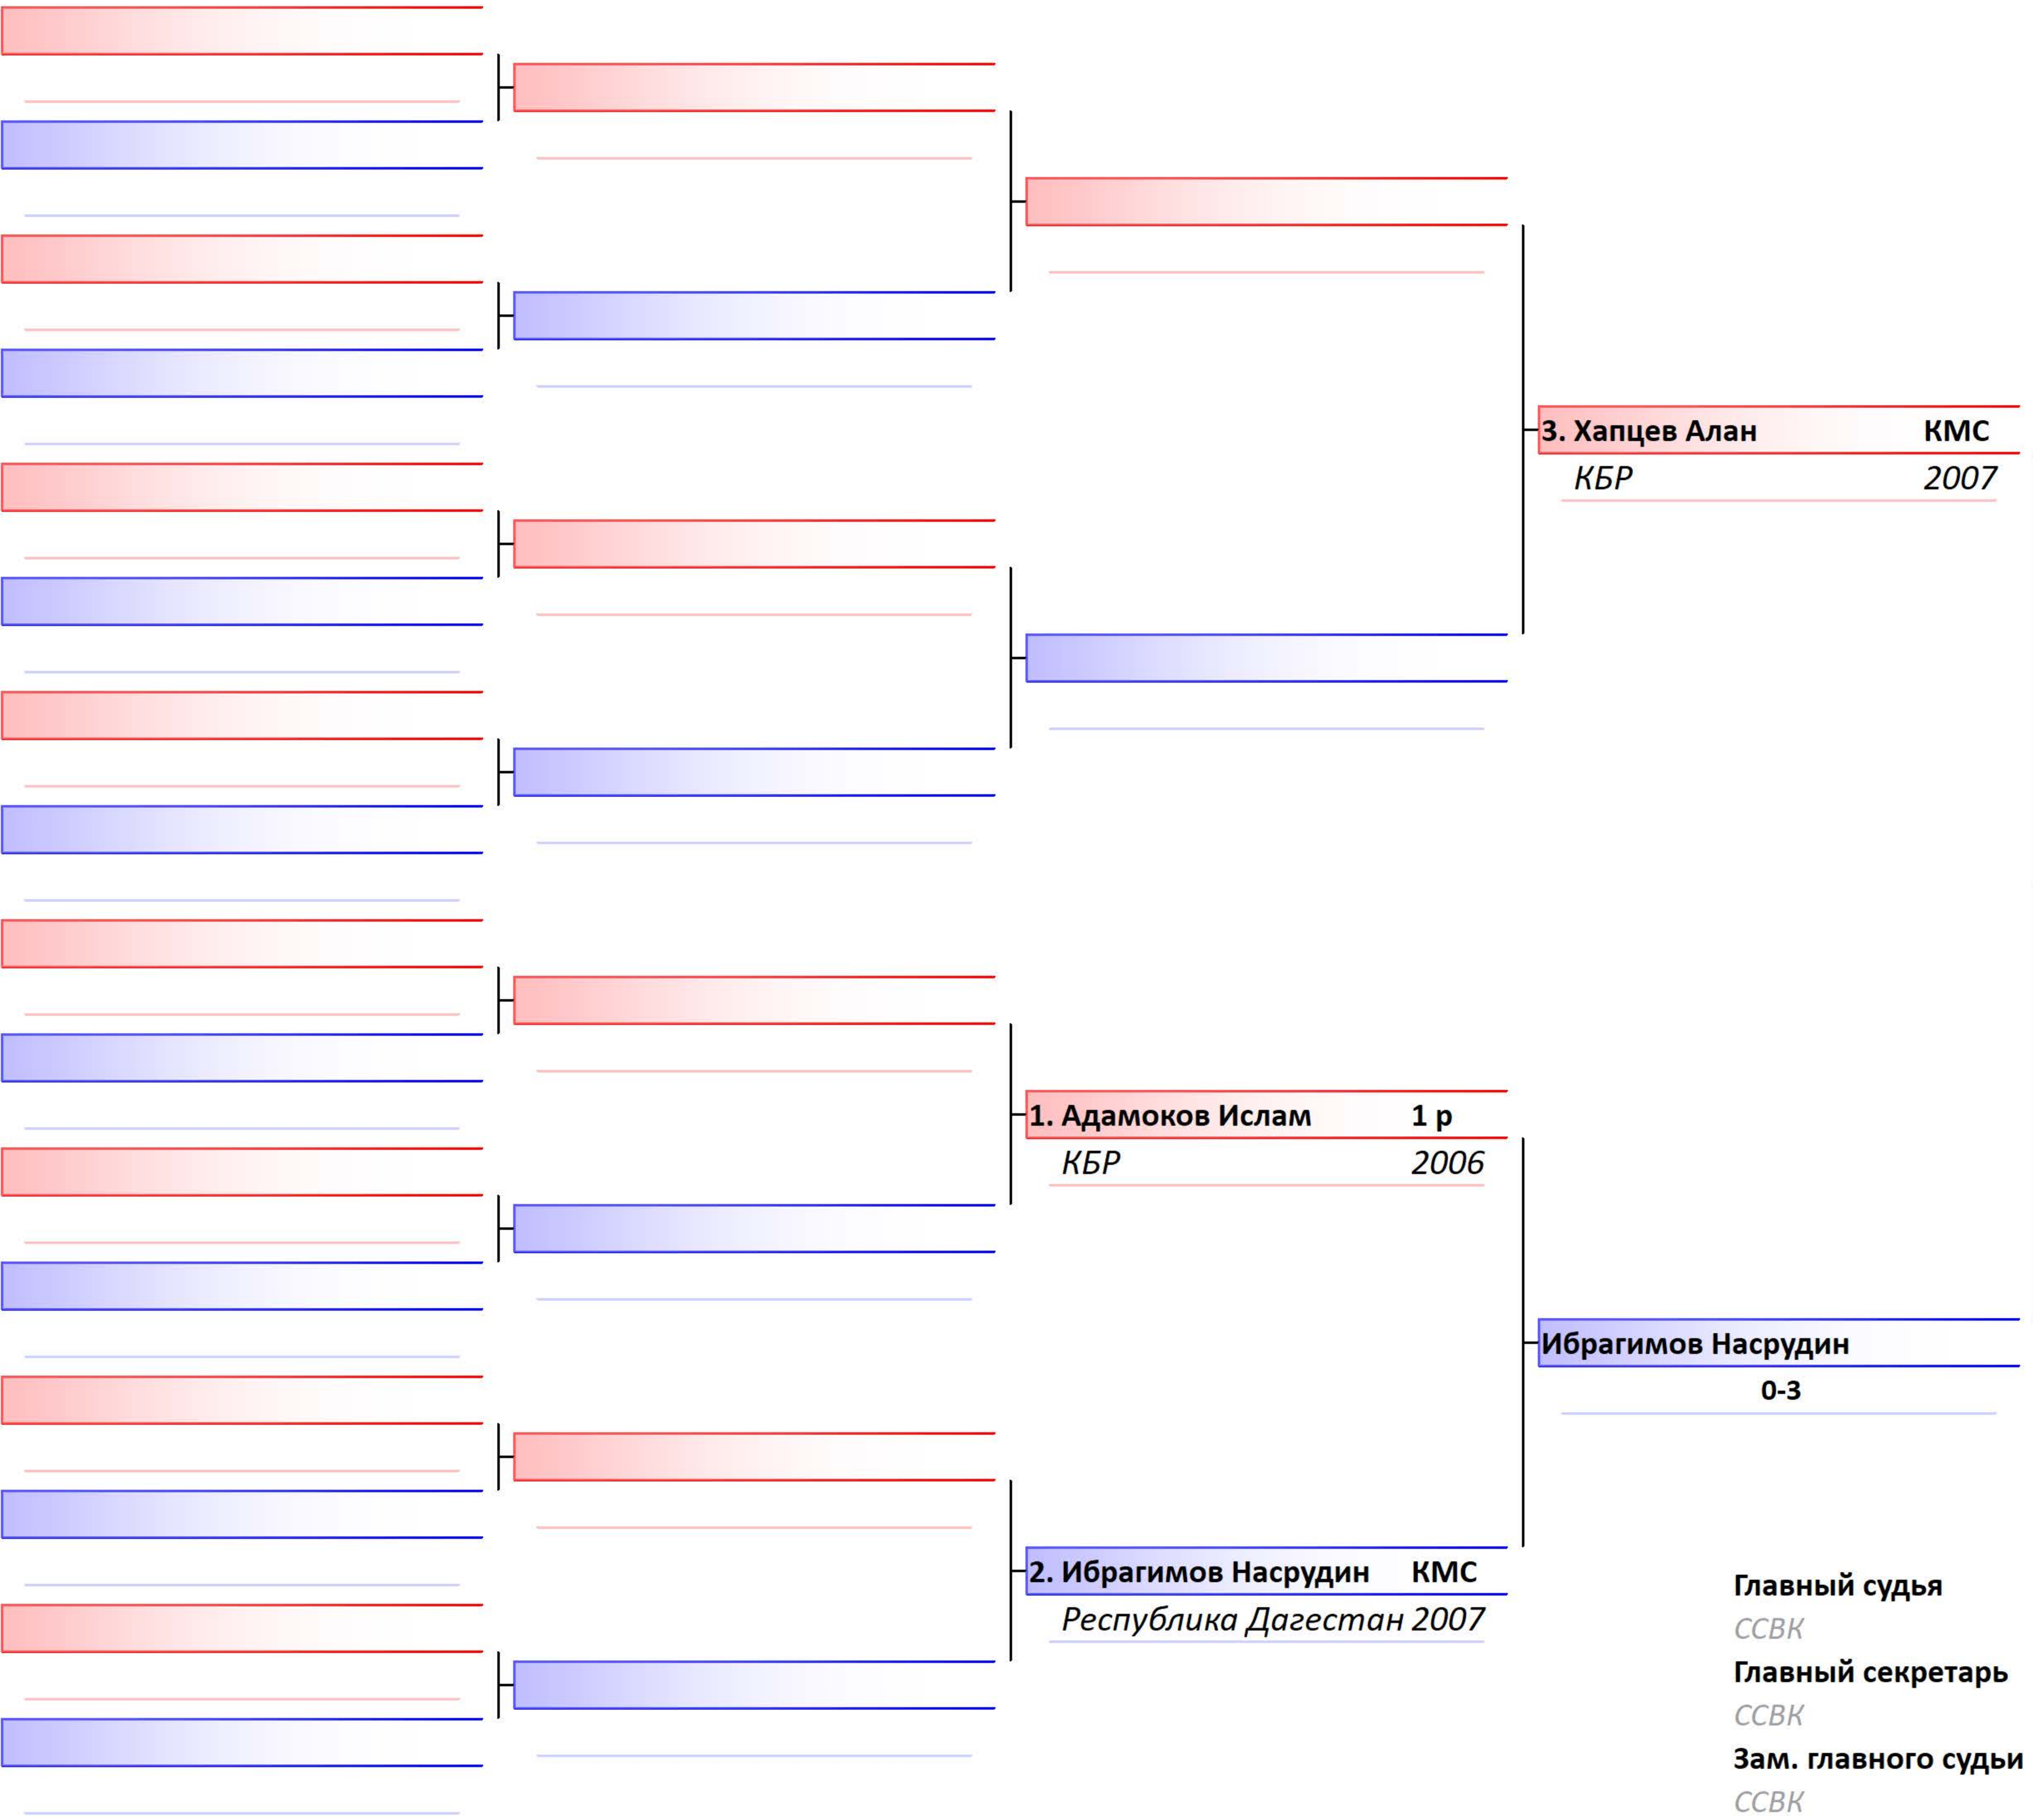 3. Хапцев Алан КМС
КБР 2007
1. Адамоков Ислам 1 р
КБР 2006
Ибрагимов Насрудин
0-3
2. Ибрагимов Насрудин КМС
Республика Дагестан 2007
Главный судья
ССВК
Главный секретарь
ССВК
Зам. главного судьи
ССВК